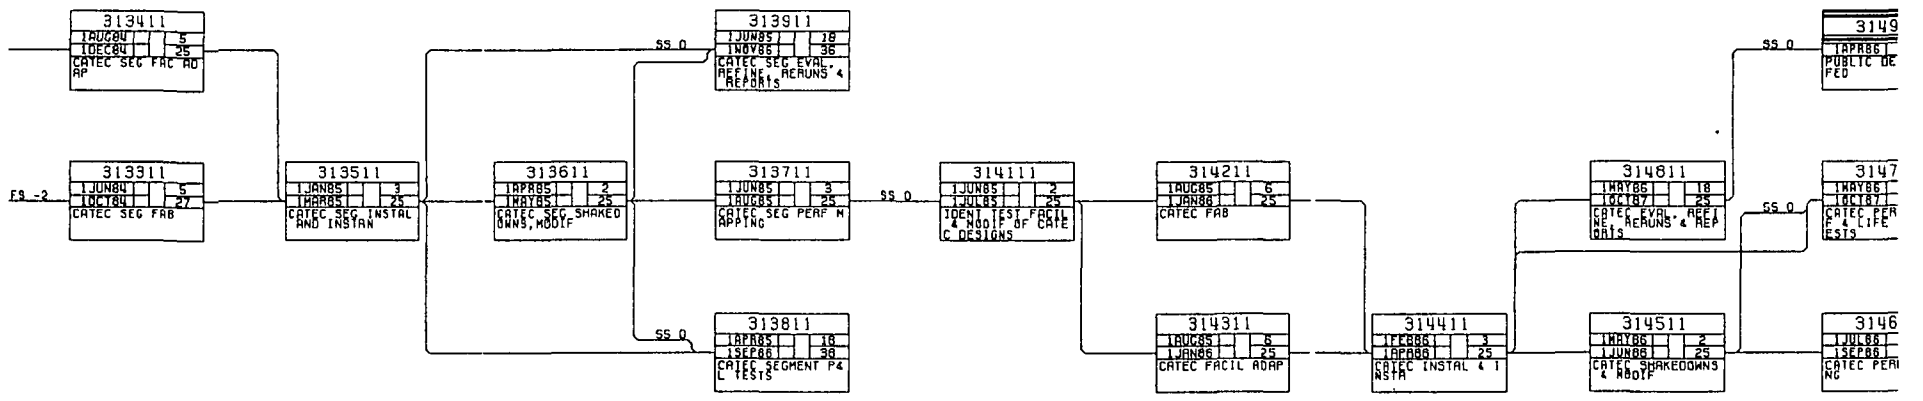 313411
1AUG84 5
1DEC84 25
CATEC SEG FAC AD
AP
313911
1JUN85 18
1NOV86 36
CATEC SEG EVAL,
REFINE, RERUNS &
REPORTS
SS 0
SS 0
3149
1APR86
PUBLIC DE
FED
FS -2
313311
1JUN84 5
1OCT84 27
CATEC SEG FAB
313511
1JAN85 3
1MAR85 25
CATEC SEG INSTAL
AND INSTRN
313611
1APR85 2
1MAY85 25
CATEC SEG SHAKED
OWNS,MODIF
313711
1JUN85 3
1AUG85 25
CATEC SEG PERF M
APPING
SS 0
314111
1JUN85 2
1JUL85 25
IDENT TEST FACIL
& MODIF OF CATE
C DESIGNS
314211
1AUG85 6
1JAN86 25
CATEC FAB
314811
1MAY86 18
1OCT87 25
CATEC EVAL, REFI
NE, RERUNS & REP
ORTS
SS 0
3147
1MAY86
1OCT87
CATEC PER
F & LIFE
ESTS
SS 0
313811
1APR85 18
1SEP86 36
CATEC SEGMENT P&
L TESTS
314311
1AUG85 6
1JAN86 25
CATEC FACIL ADAP
314411
1FEB86 3
1APR86 25
CATEC INSTAL & I
NSTR
314511
1MAY86 2
1JUN86 25
CATEC SHAKEDOWNS
& MODIF
3146
1JUL86
1SEP86
CATEC PER
NG